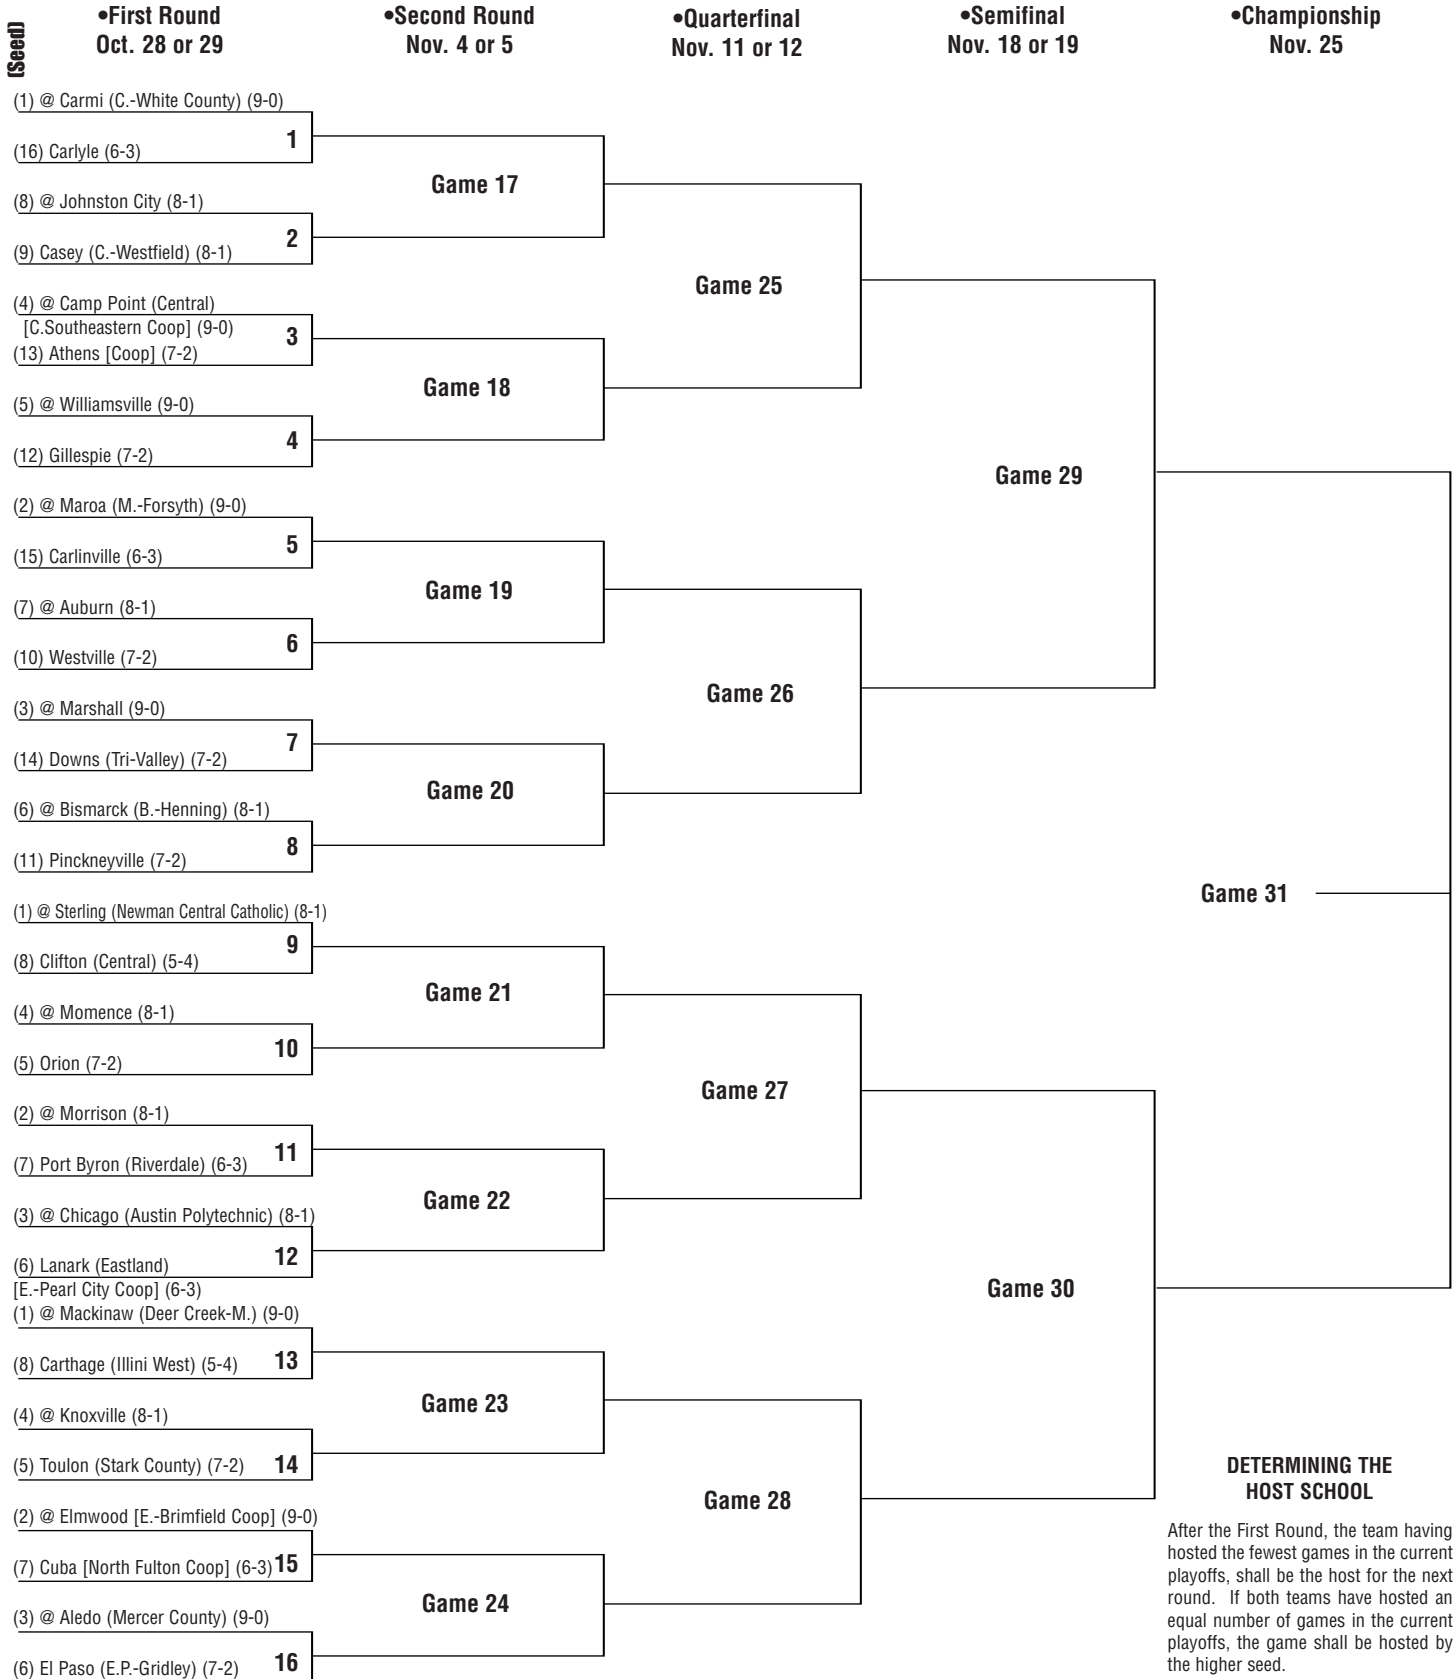 (Seed)
•First Round
Oct. 28 or 29
•Second Round
Nov. 4 or 5
•Quarterfinal
Nov. 11 or 12
•Semifinal
Nov. 18 or 19
•Championship
Nov. 25
(1) @ Carmi (C.-White County) (9-0)
1
(16) Carlyle (6-3)
(8) @ Johnston City (8-1)
2
(9) Casey (C.-Westfield) (8-1)
(4) @ Camp Point (Central)
[C.Southeastern Coop] (9-0)
3
(13) Athens [Coop] (7-2)
(5) @ Williamsville (9-0)
4
(12) Gillespie (7-2)
(2) @ Maroa (M.-Forsyth) (9-0)
5
(15) Carlinville (6-3)
(7) @ Auburn (8-1)
6
(10) Westville (7-2)
(3) @ Marshall (9-0)
7
(14) Downs (Tri-Valley) (7-2)
(6) @ Bismarck (B.-Henning) (8-1)
8
(11) Pinckneyville (7-2)
(1) @ Sterling (Newman Central Catholic) (8-1)
9
(8) Clifton (Central) (5-4)
(4) @ Momence (8-1)
10
(5) Orion (7-2)
(2) @ Morrison (8-1)
11
(7) Port Byron (Riverdale) (6-3)
(3) @ Chicago (Austin Polytechnic) (8-1)
12
(6) Lanark (Eastland)
[E.-Pearl City Coop] (6-3)
(1) @ Mackinaw (Deer Creek-M.) (9-0)
13
(8) Carthage (Illini West) (5-4)
(4) @ Knoxville (8-1)
14
(5) Toulon (Stark County) (7-2)
(2) @ Elmwood [E.-Brimfield Coop] (9-0)
15
(7) Cuba [North Fulton Coop] (6-3)
(3) @ Aledo (Mercer County) (9-0)
16
(6) El Paso (E.P.-Gridley) (7-2)
Game 17
Game 18
Game 19
Game 20
Game 21
Game 22
Game 23
Game 24
Game 25
Game 26
Game 27
Game 28
Game 29
Game 30
Game 31
DETERMINING THE
HOST SCHOOL
After the First Round, the team having
hosted the fewest games in the current
playoffs, shall be the host for the next
round. If both teams have hosted an
equal number of games in the current
playoffs, the game shall be hosted by
the higher seed.